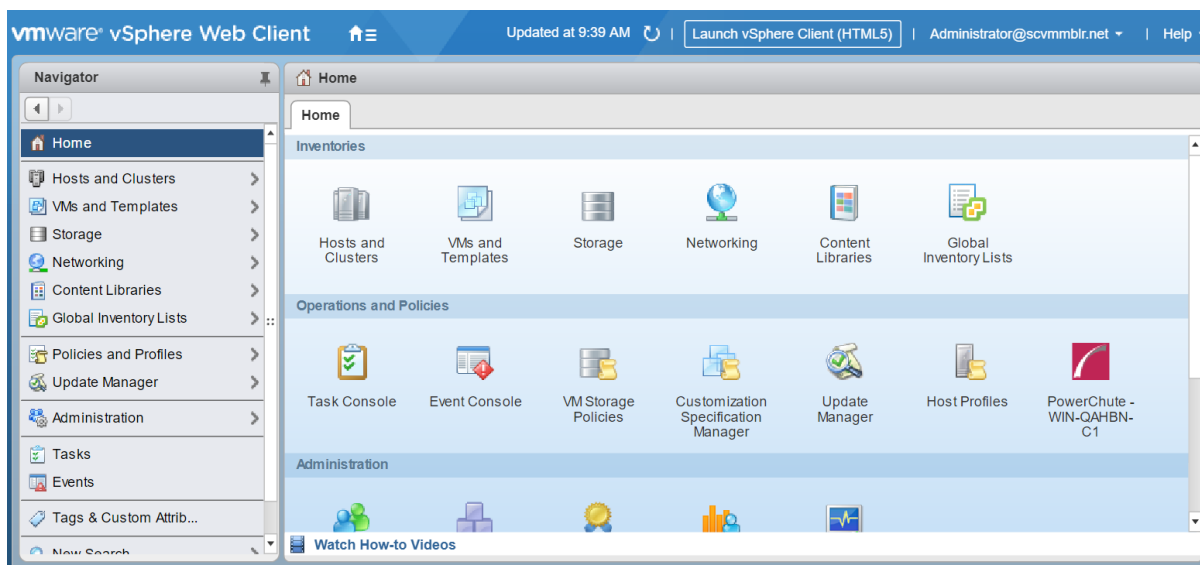 vmware® vSphere Web Client
Updated at 9:39 AM
Launch vSphere Client (HTML5)
Administrator@scvmmblr.net
Help
Navigator
Home
Hosts and Clusters
VMs and Templates
Storage
Networking
Content Libraries
Global Inventory Lists
Policies and Profiles
Update Manager
Administration
Tasks
Events
Tags & Custom Attrib...
New Search
Home
Home
Inventories
Hosts and
Clusters
VMs and
Templates
Storage
Networking
Content
Libraries
Global
Inventory Lists
Operations and Policies
Task Console
Event Console
VM Storage
Policies
Customization
Specification
Manager
Update
Manager
Host Profiles
PowerChute -
WIN-QAHBN-
C1
Administration
Watch How-to Videos